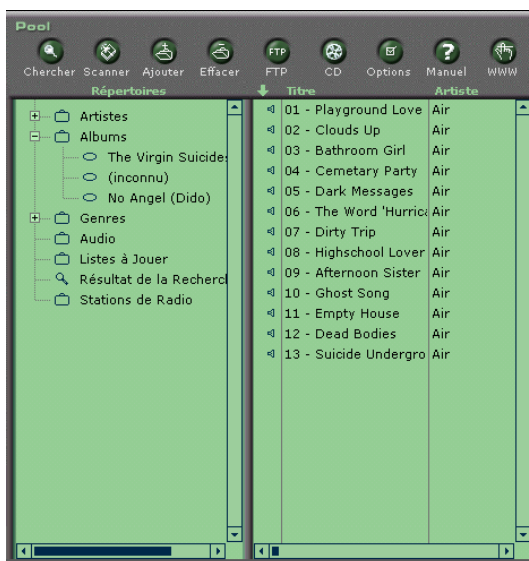 Pool
Chercher Scanner Ajouter Effacer FTP CD Options Manuel WWW
FTP
Répertoires
Artistes
Albums
The Virgin Suicides
(inconnu)
No Angel (Dido)
Genres
Audio
Listes à Jouer
Résultat de la Recherch
Stations de Radio
Titre Artiste
01 - Playground Love Air
02 - Clouds Up Air
03 - Bathroom Girl Air
04 - Cemetary Party Air
05 - Dark Messages Air
06 - The Word 'Hurrica Air
07 - Dirty Trip Air
08 - Highschool Lover Air
09 - Afternoon Sister Air
10 - Ghost Song Air
11 - Empty House Air
12 - Dead Bodies Air
13 - Suicide Undergro Air